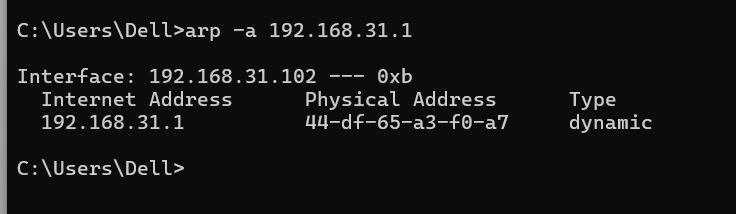 C:\Users\Dell>arp -a 192.168.31.1
Interface: 192.168.31.102 --- 0xb
Internet Address Physical Address Type
192.168.31.1 44-df-65-a3-f0-a7 dynamic
C:\Users\Dell>